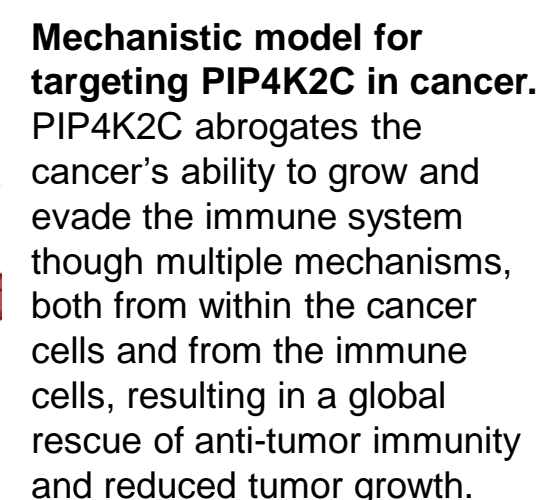 Mechanistic model for
targeting PIP4K2C in cancer.
PIP4K2C abrogates the
cancer's ability to grow and
evade the immune system
though multiple mechanisms,
both from within the cancer
cells and from the immune
cells, resulting in a global
rescue of anti-tumor immunity
and reduced tumor growth.